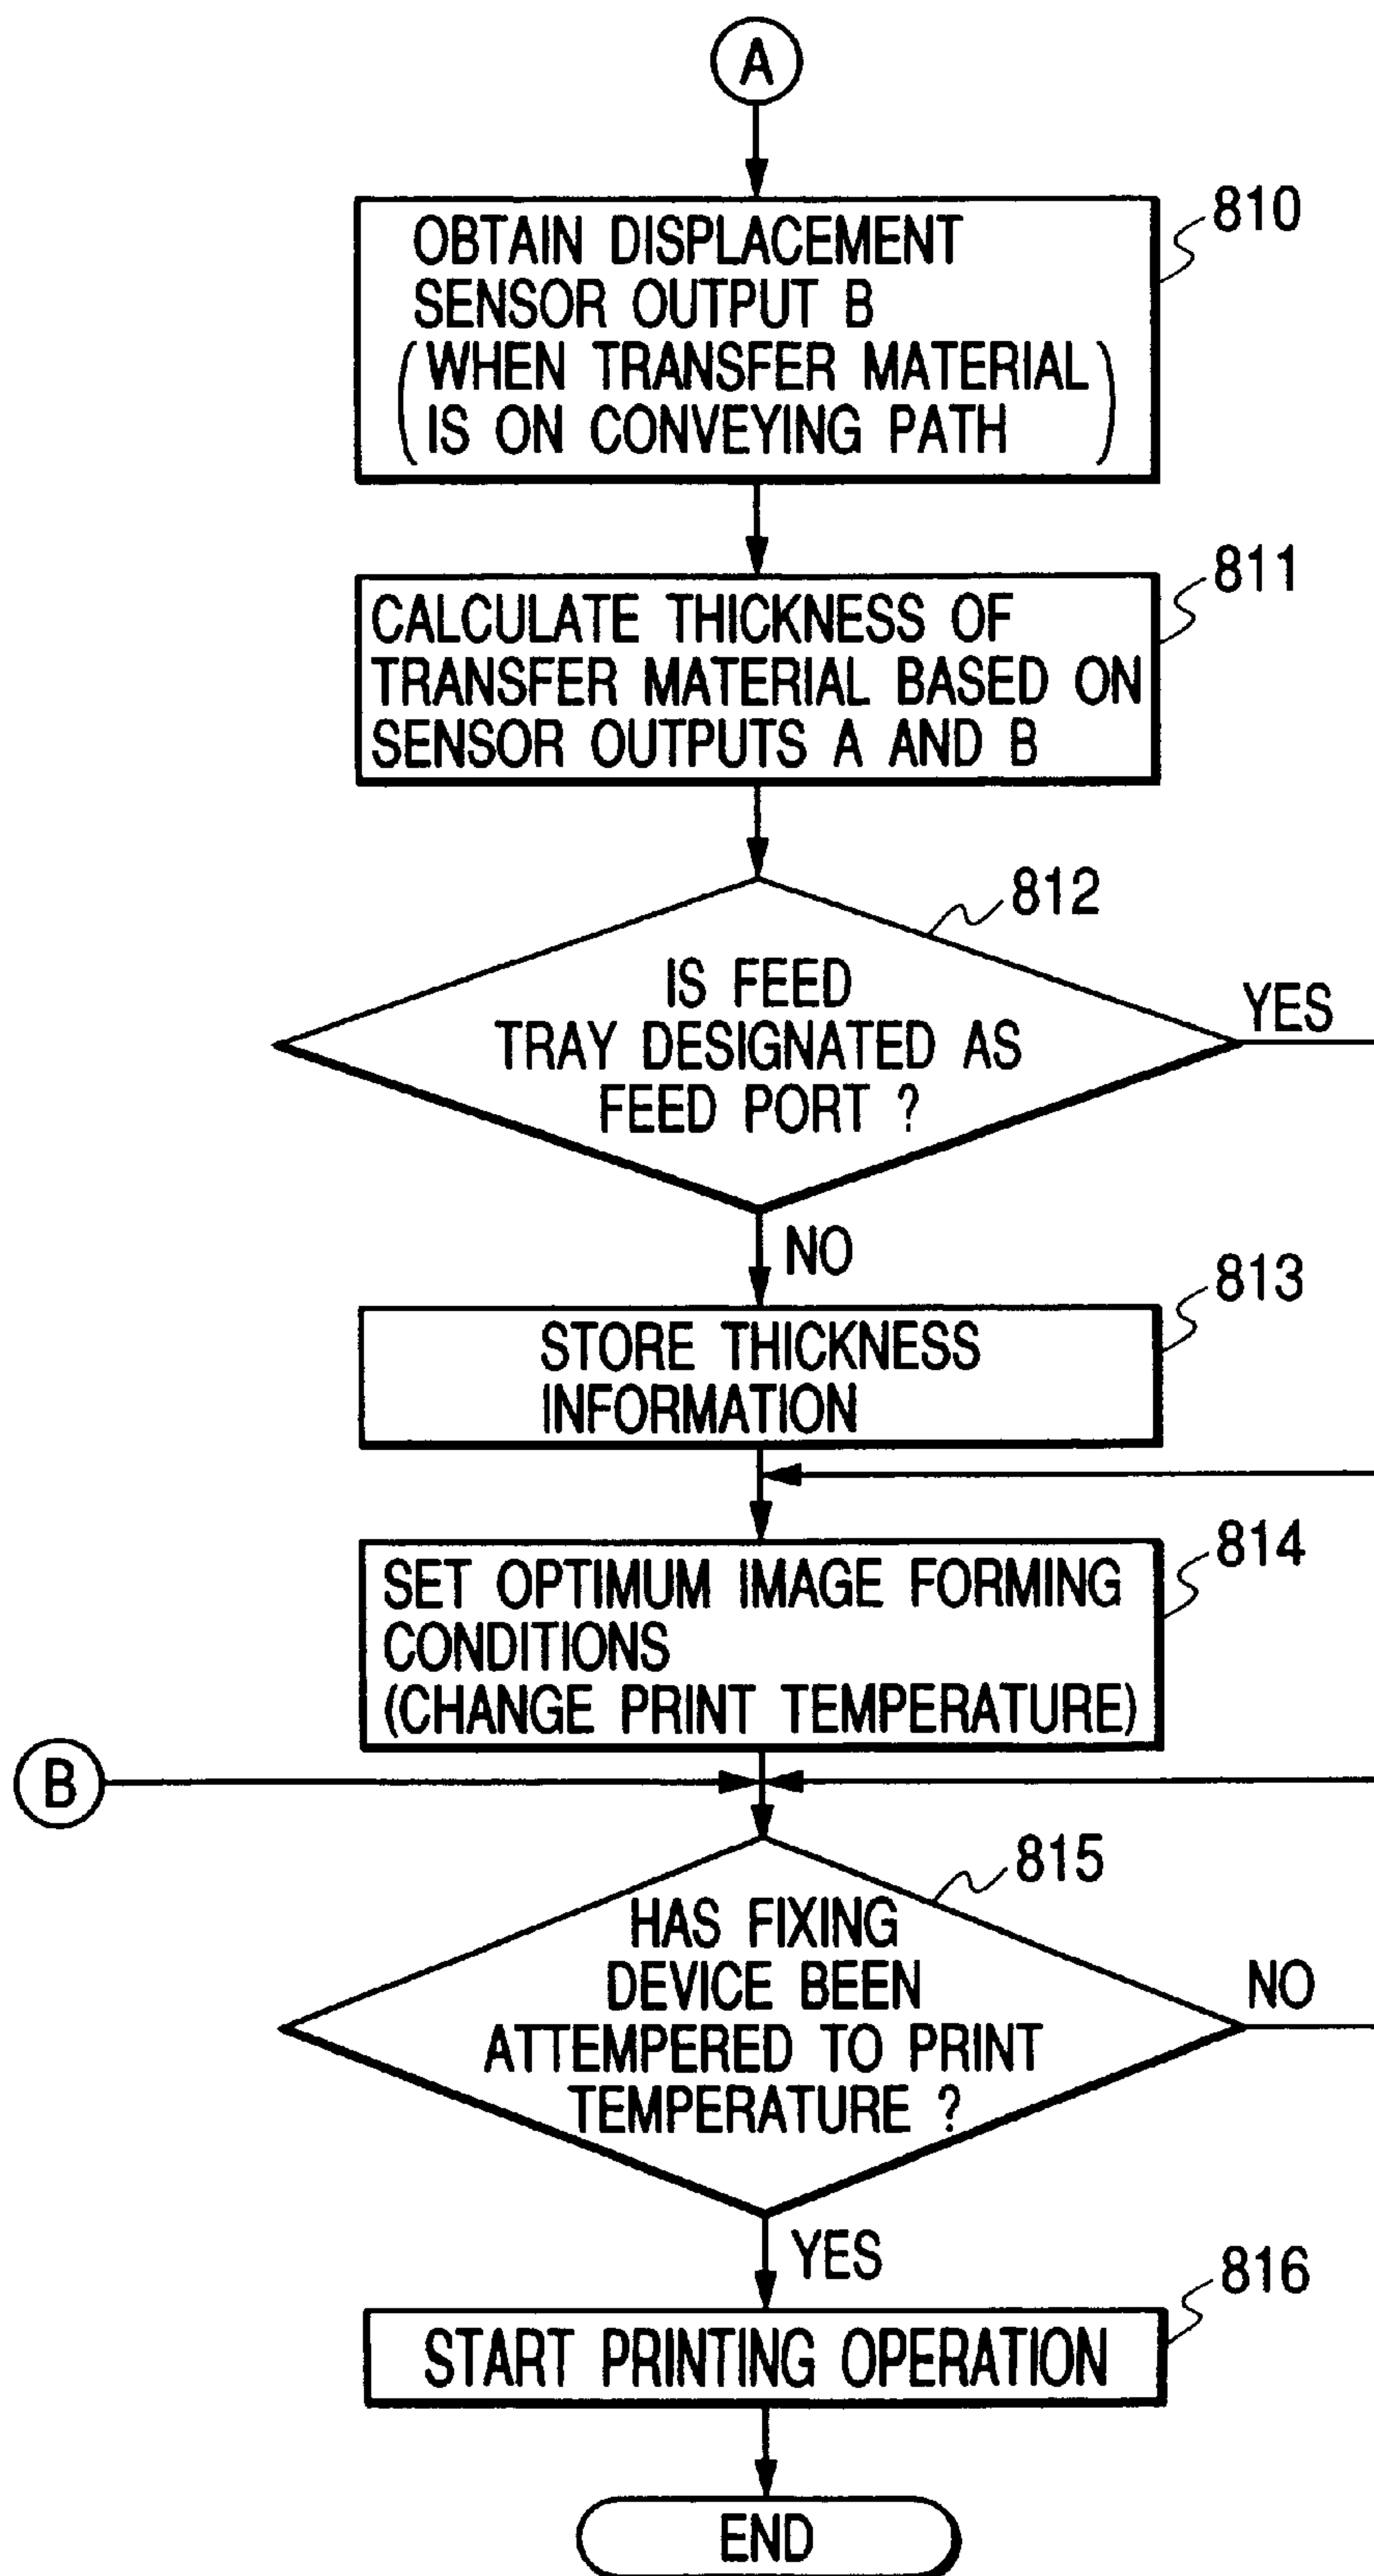 A
OBTAIN DISPLACEMENT
SENSOR OUTPUT B
(WHEN TRANSFER MATERIAL
IS ON CONVEYING PATH)
810
CALCULATE THICKNESS OF
TRANSFER MATERIAL BASED ON
SENSOR OUTPUTS A AND B
811
812
IS FEED
TRAY DESIGNATED AS
FEED PORT ?
YES
NO
813
STORE THICKNESS
INFORMATION
814
SET OPTIMUM IMAGE FORMING
CONDITIONS
(CHANGE PRINT TEMPERATURE)
B
815
HAS FIXING
DEVICE BEEN
ATTEMPERED TO PRINT
TEMPERATURE ?
NO
YES
816
START PRINTING OPERATION
END